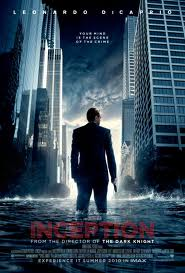 LEONARDO DiCAPRIO
YOUR MIND
IS THE SCENE
OF THE CRIME
INCEPTION
FROM THE DIRECTOR OF THE DARK KNIGHT
EXPERIENCE IT SUMMER 2010 IN IMAX